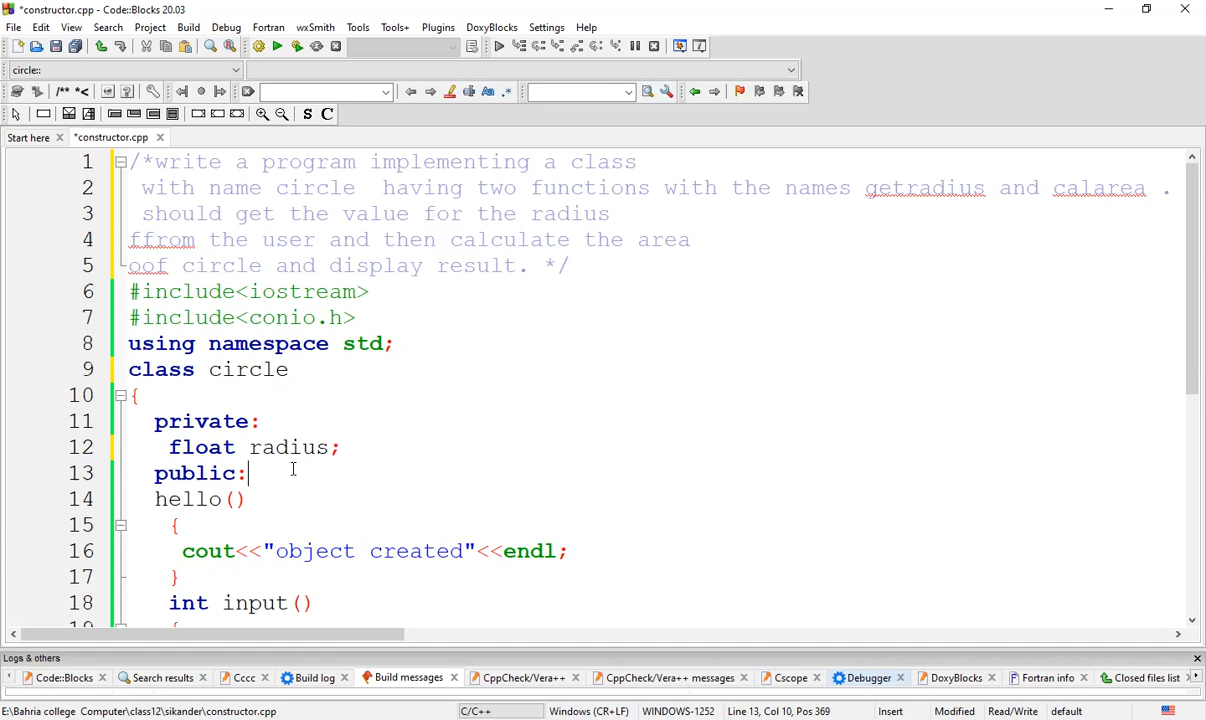 *constructor.cpp - Code::Blocks 20.03
File Edit View Search Project Build Debug Fortran wxSmith Tools Tools+ Plugins DoxyBlocks Settings Help
circle::
/** *<
.*
S C
Start here *constructor.cpp
1 /*write a program implementing a class
2 with name circle having two functions with the names getradius and calarea .
3 should get the value for the radius
4 ffrom the user and then calculate the area
5 oof circle and display result. */
6 #include<iostream>
7 #include<conio.h>
8 using namespace std;
9 class circle
10 {
11 private:
12 float radius;
13 public:
14 hello()
15 {
16 cout<<"object created"<<endl;
17 }
18 int input()
19 {
Logs & others
Code::Blocks Search results Cccc Build log Build messages CppCheck/Vera++ CppCheck/Vera++ messages Cscope Debugger DoxyBlocks Fortran info Closed files list
E:\Bahria college Computer\class12\sikander\constructor.cpp C/C++ Windows (CR+LF) WINDOWS-1252 Line 13, Col 10, Pos 369 Insert Modified Read/Write default